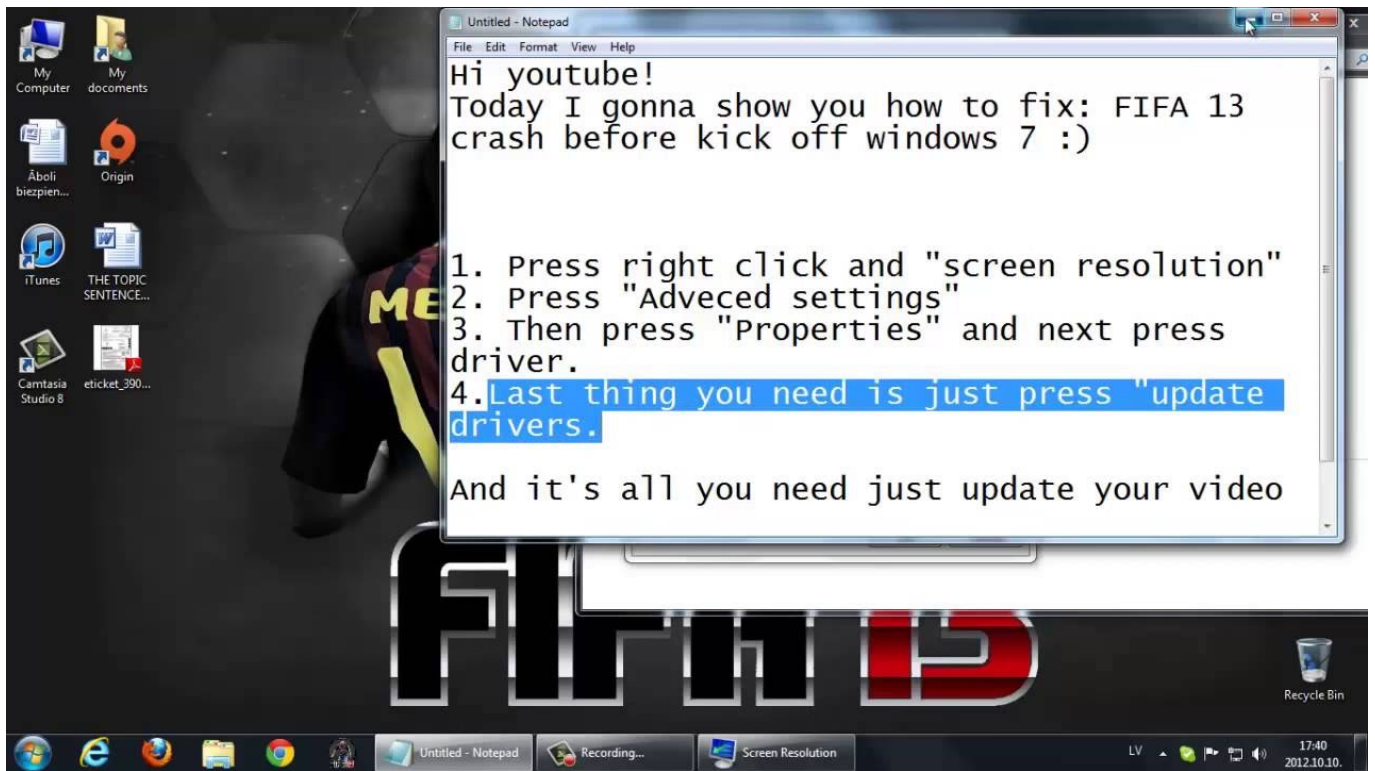 Untitled - Notepad
File Edit Format View Help
Hi youtube!
Today I gonna show you how to fix: FIFA 13
crash before kick off windows 7 :)
1. Press right click and "screen resolution"
2. Press "Adveced settings"
3. Then press "Properties" and next press
driver.
4.Last thing you need is just press "update
drivers.
And it's all you need just update your video
My
Computer
My
docoments
Āboli
biezpien...
Origin
iTunes
THE TOPIC
SENTENCE...
Camtasia
Studio 8
eticket_390...
ME
FIFA 13
Recycle Bin
Untitled - Notepad
Recording...
Screen Resolution
LV
17:40
2012.10.10.